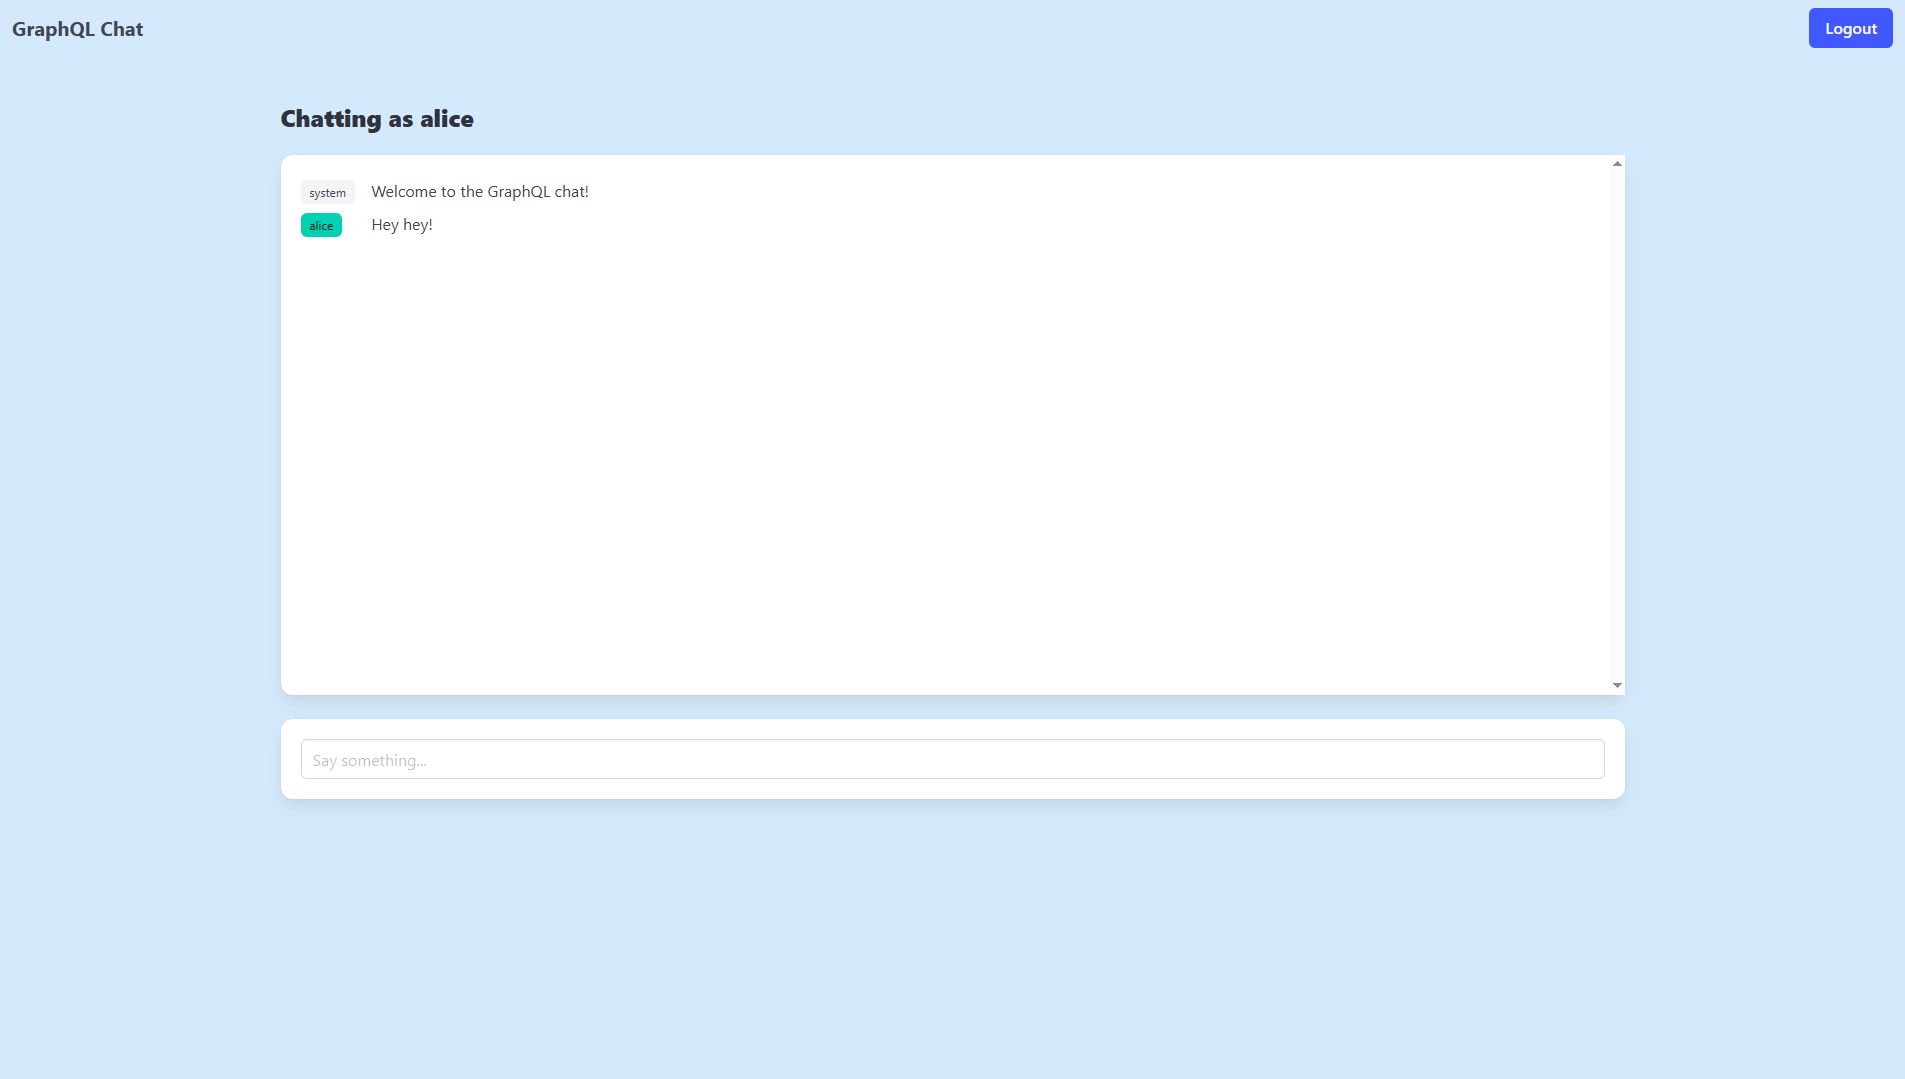 GraphQL Chat
Logout
Chatting as alice
system Welcome to the GraphQL chat!
alice Hey hey!
Say something...